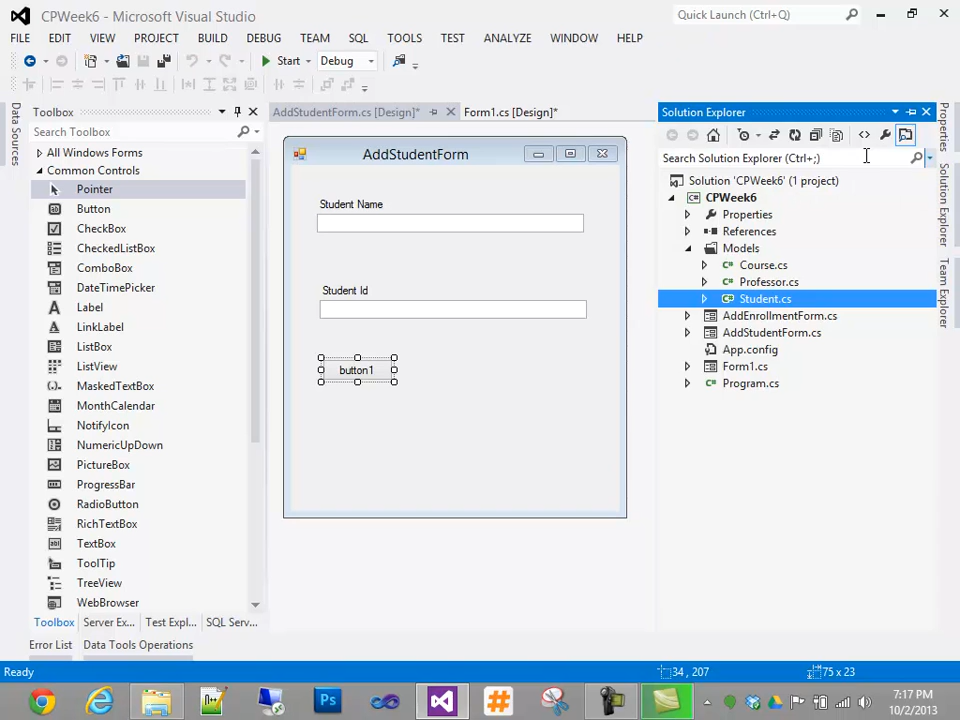 CPWeek6 - Microsoft Visual Studio
Quick Launch (Ctrl+Q)
FILE EDIT VIEW PROJECT BUILD DEBUG TEAM SQL TOOLS TEST ANALYZE WINDOW HELP
Start Debug
Data Sources
Toolbox
Search Toolbox
All Windows Forms
Common Controls
Pointer
Button
CheckBox
CheckedListBox
ComboBox
DateTimePicker
Label
LinkLabel
ListBox
ListView
MaskedTextBox
MonthCalendar
NotifyIcon
NumericUpDown
PictureBox
ProgressBar
RadioButton
RichTextBox
TextBox
ToolTip
TreeView
WebBrowser
Toolbox Server Ex... Test Expl... SQL Serv...
Error List Data Tools Operations
AddStudentForm.cs [Design]* Form1.cs [Design]*
AddStudentForm
Student Name
Student Id
button1
Solution Explorer
Search Solution Explorer (Ctrl+;)
Solution 'CPWeek6' (1 project)
CPWeek6
Properties
References
Models
Course.cs
Professor.cs
Student.cs
AddEnrollmentForm.cs
AddStudentForm.cs
App.config
Form1.cs
Program.cs
Properties
Solution Explorer
Team Explorer
Ready 34 , 207 75 x 23
Ps
7:17 PM
10/2/2013